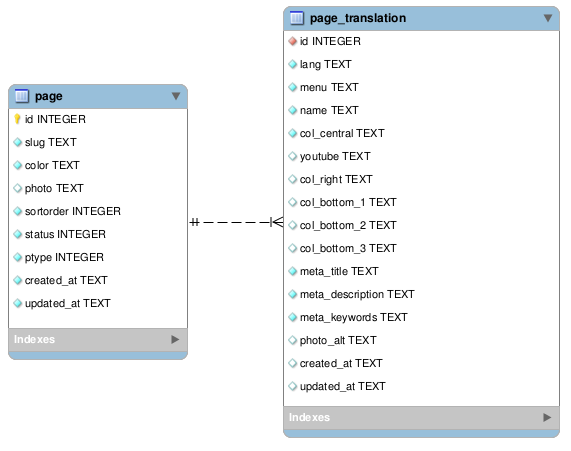 page
id INTEGER
slug TEXT
color TEXT
photo TEXT
sortorder INTEGER
status INTEGER
ptype INTEGER
created_at TEXT
updated_at TEXT
Indexes
page_translation
id INTEGER
lang TEXT
menu TEXT
name TEXT
col_central TEXT
youtube TEXT
col_right TEXT
col_bottom_1 TEXT
col_bottom_2 TEXT
col_bottom_3 TEXT
meta_title TEXT
meta_description TEXT
meta_keywords TEXT
photo_alt TEXT
created_at TEXT
updated_at TEXT
Indexes